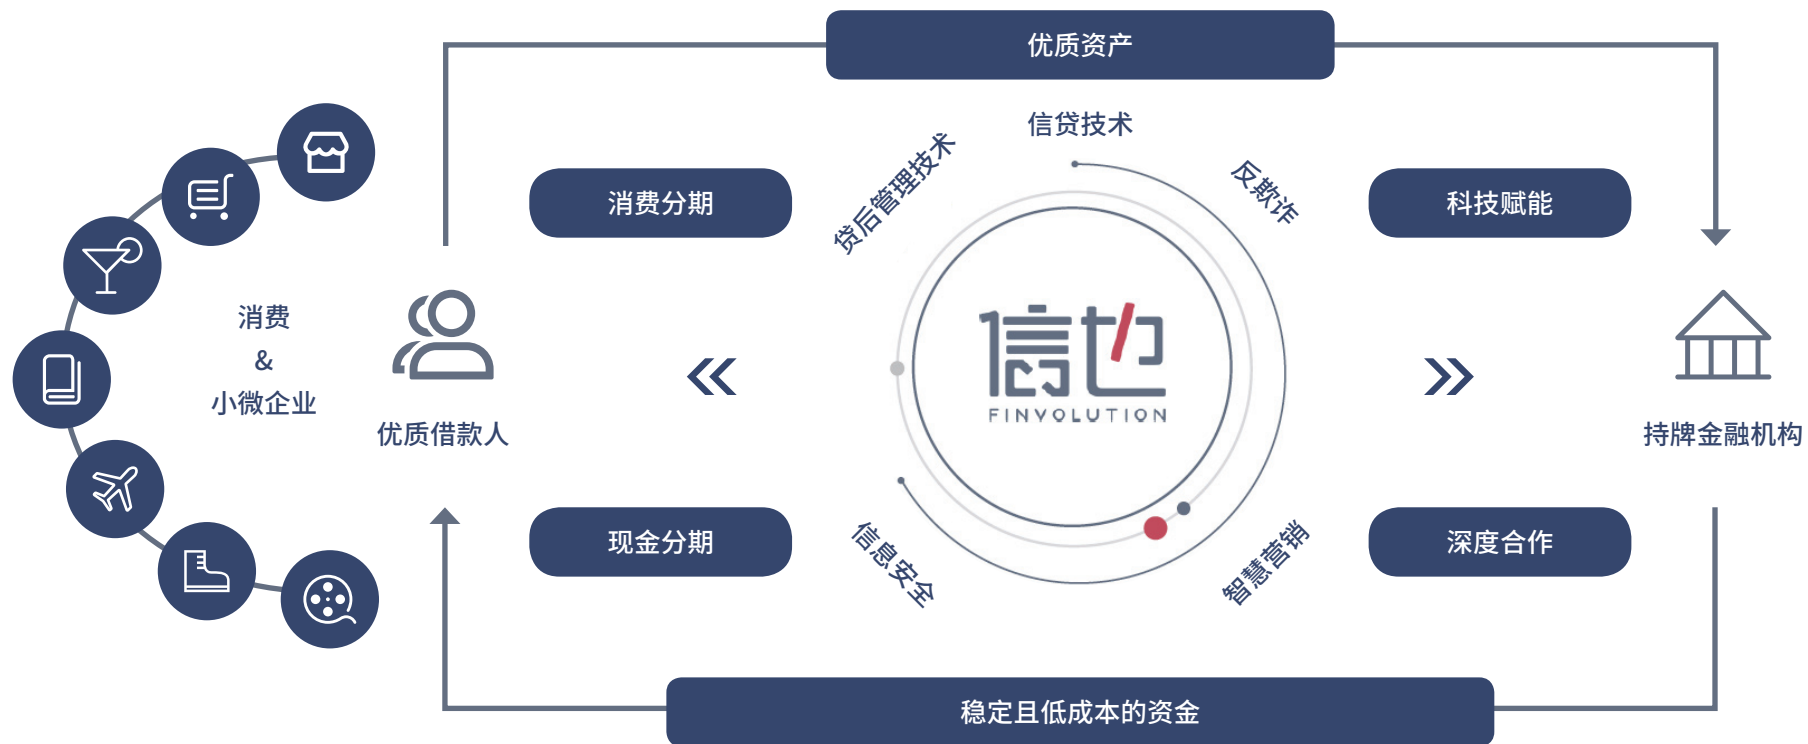 优质资产
信贷技术
贷后管理技术
反欺诈
消费分期
科技赋能
消费
&
小微企业
信也
FINVOLUTION
优质借款人
持牌金融机构
现金分期
信息安全
智慧营销
深度合作
稳定且低成本的资金